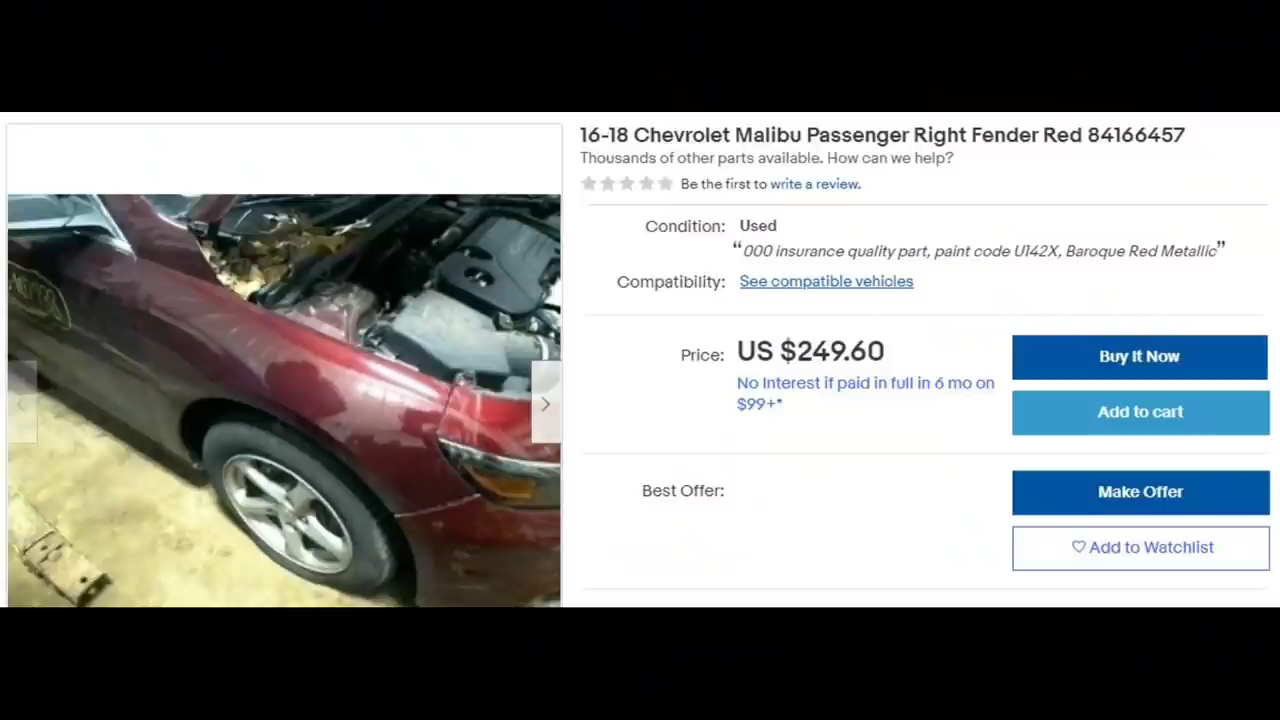 16-18 Chevrolet Malibu Passenger Right Fender Red 84166457
Thousands of other parts available. How can we help?
Be the first to write a review.
Condition: Used
“000 insurance quality part, paint code U142X, Baroque Red Metallic”
Compatibility: See compatible vehicles
Price: US $249.60
No Interest if paid in full in 6 mo on
$99+*
Buy It Now
Add to cart
Best Offer:
Make Offer
Add to Watchlist